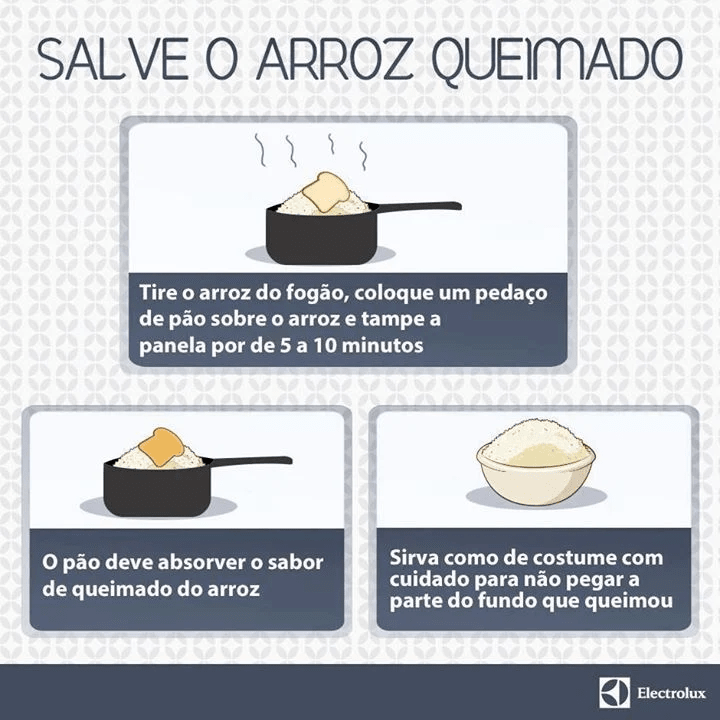 SALVE O ARROZ QUEIMADO
Tire o arroz do fogão, coloque um pedaço
de pão sobre o arroz e tampe a
panela por de 5 a 10 minutos
O pão deve absorver o sabor
de queimado do arroz
Sirva como de costume com
cuidado para não pegar a
parte do fundo que queimou
Electrolux